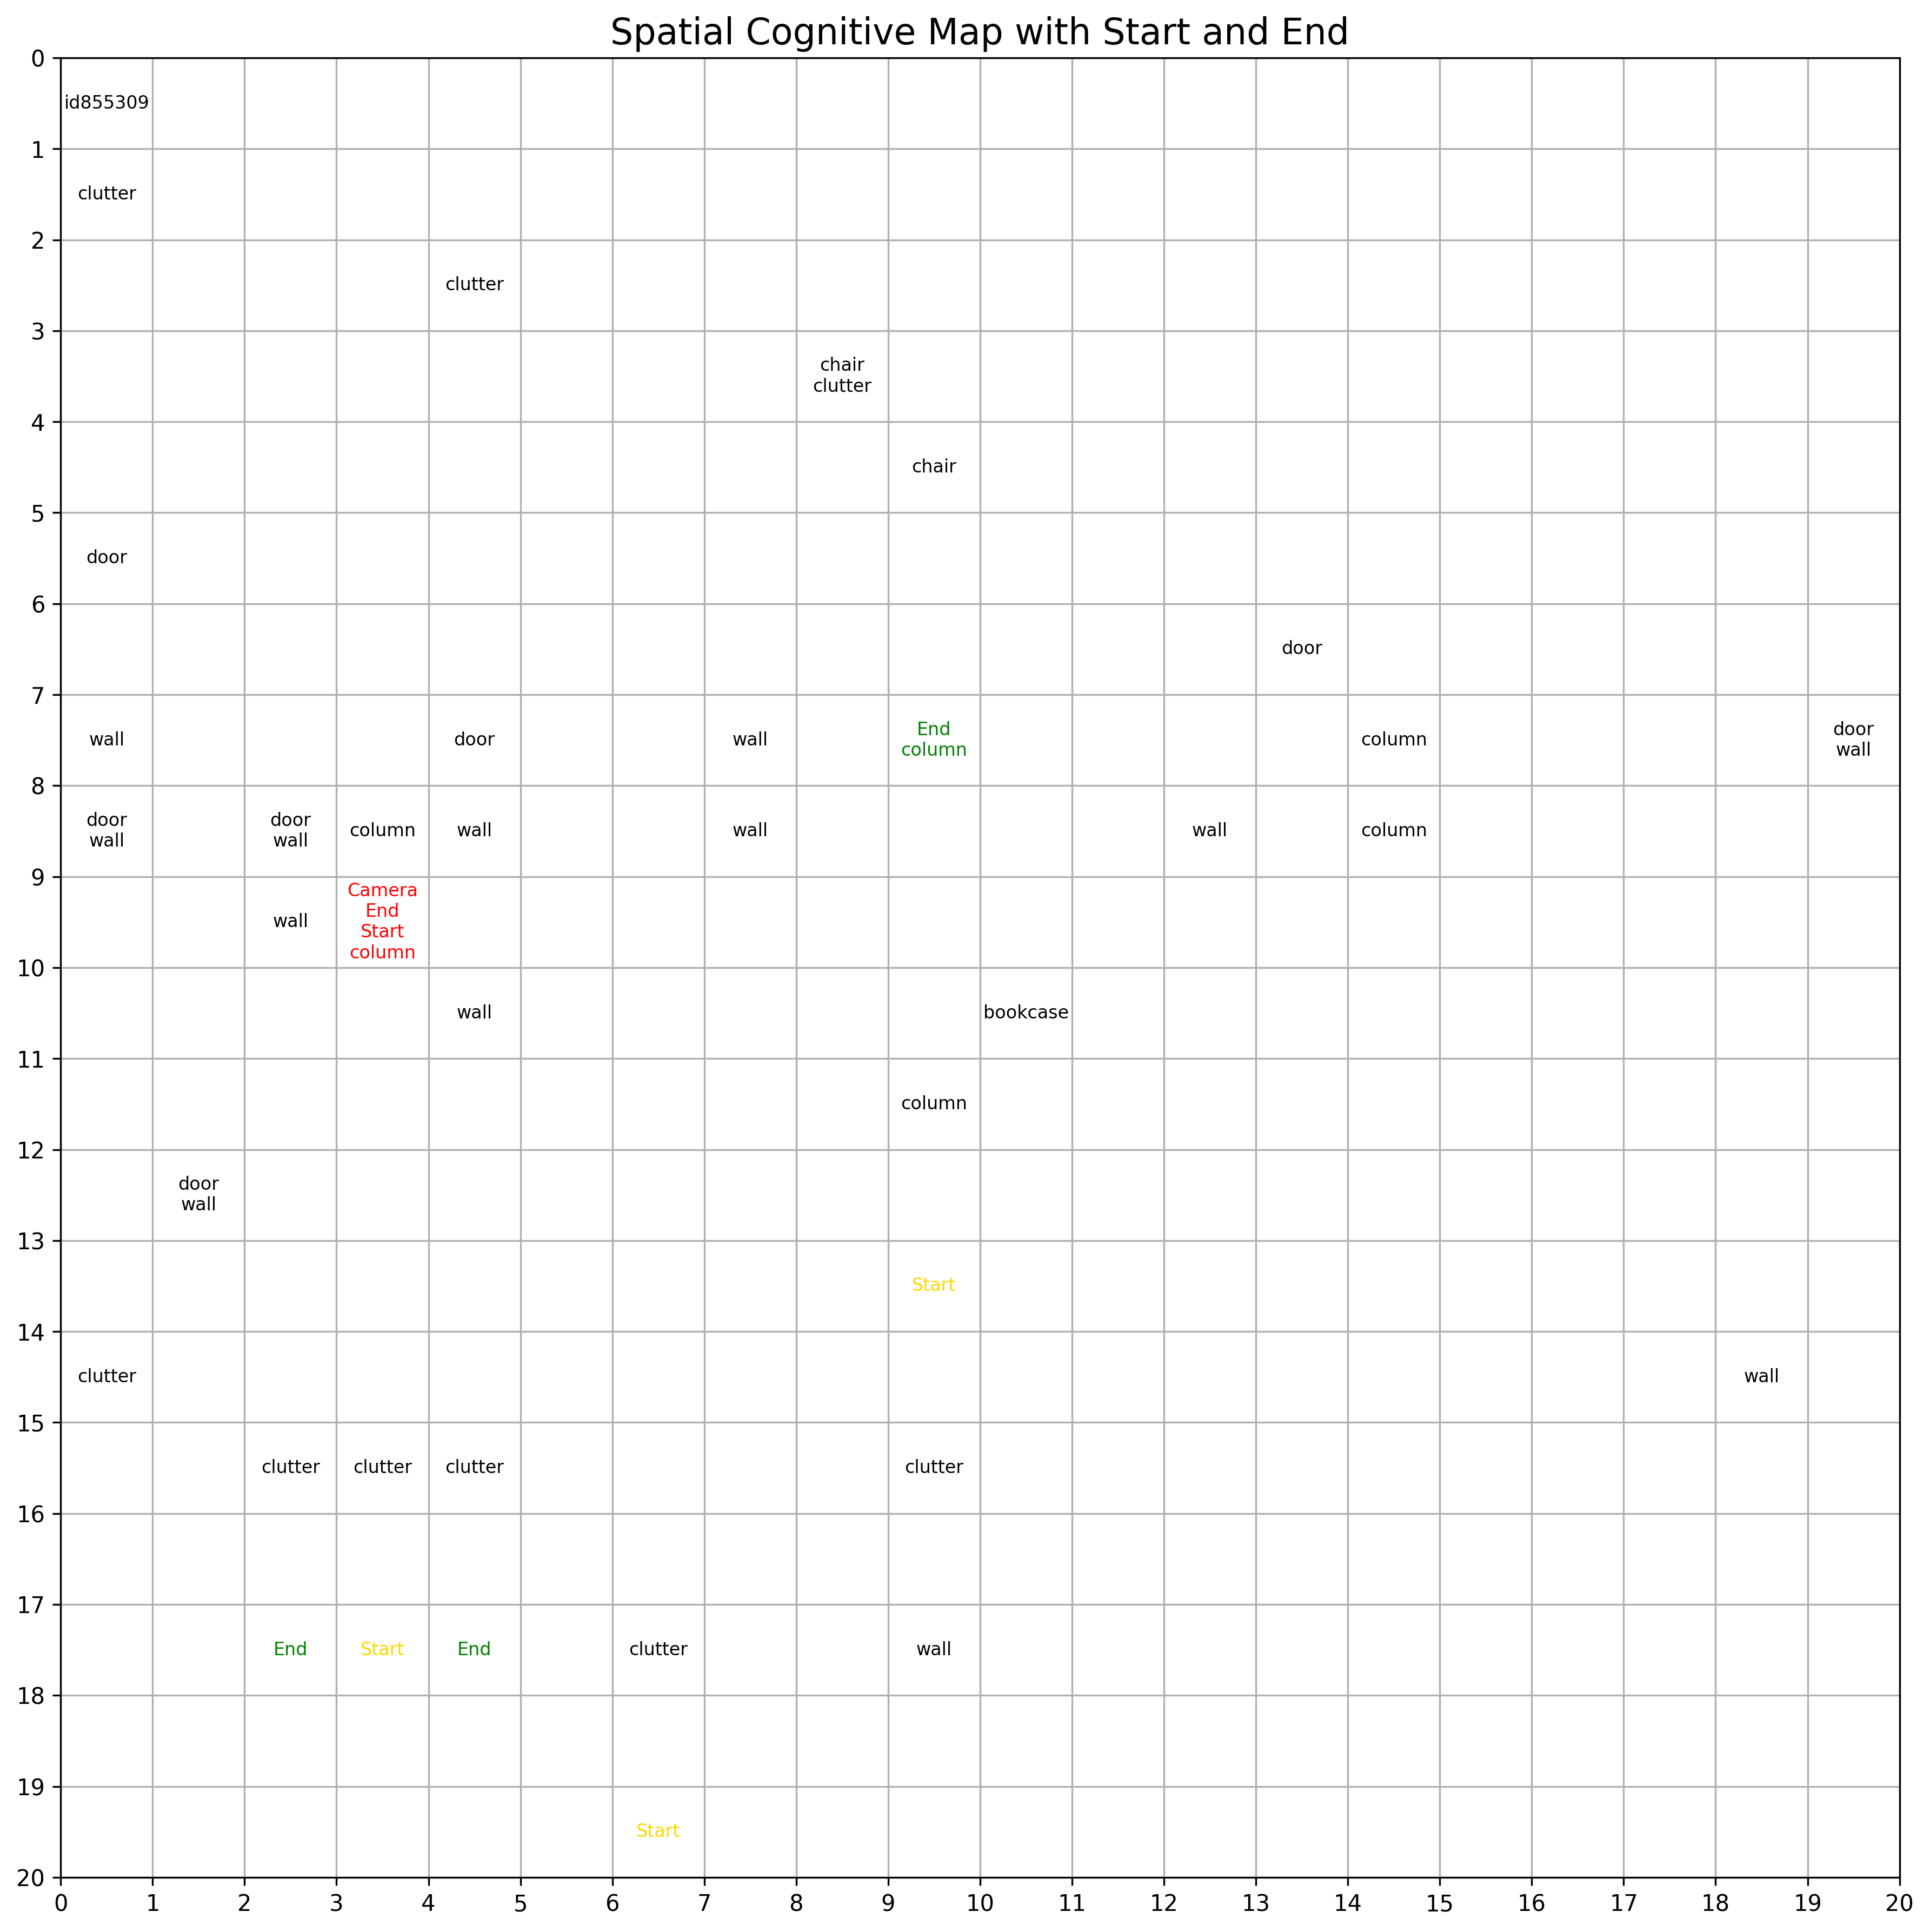 Spatial Cognitive Map with Start and End
0
id855309
1
clutter
2
clutter
3
chair
clutter
4
chair
5
door
6
door
7
wall
door
wall
End
column
column
door
wall
8
door
wall
door
wall
column
wall
wall
wall
column
9
wall
Camera
End
Start
column
10
wall
bookcase
11
column
12
door
wall
13
Start
14
clutter
wall
15
clutter
clutter
clutter
clutter
16
17
End
Start
End
clutter
wall
18
19
Start
20
0 1 2 3 4 5 6 7 8 9 10 11 12 13 14 15 16 17 18 19 20